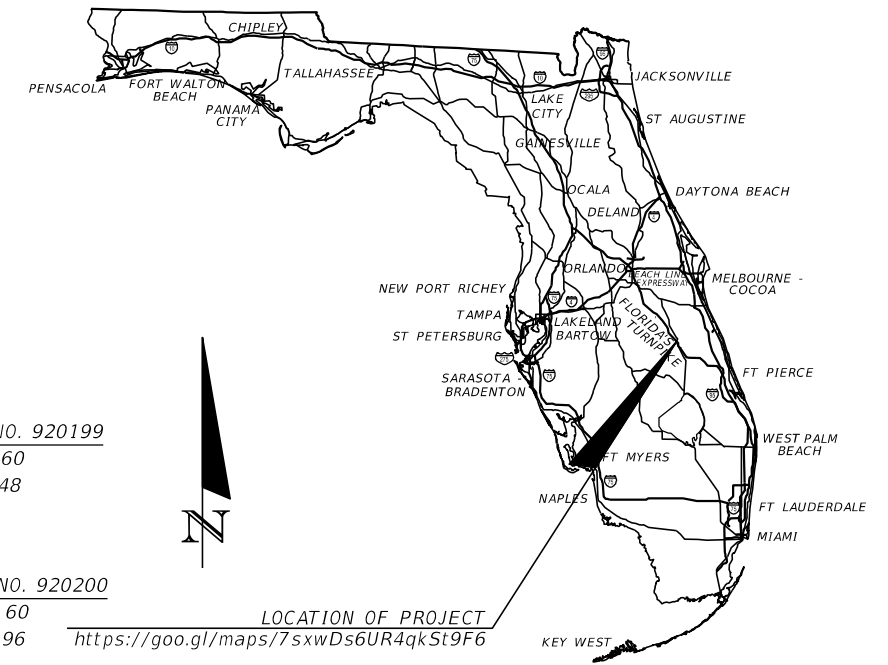 CHIPLEY
PENSACOLA
FORT WALTON
BEACH
PANAMA
CITY
TALLAHASSEE
LAKE
CITY
JACKSONVILLE
ST AUGUSTINE
GAINESVILLE
OCALA
DAYTONA BEACH
DELAND
ORLANDO
BEACH LINE
EXPRESSWAY
MELBOURNE -
COCOA
NEW PORT RICHEY
TAMPA
ST PETERSBURG
LAKELAND
BARTOW
FLORIDA'S
TURNPIKE
SARASOTA -
BRADENTON
FT PIERCE
WEST PALM
BEACH
FT MYERS
NAPLES
FT LAUDERDALE
MIAMI
KEY WEST
NO. 920199
60
48
N
NO. 920200
60
96
LOCATION OF PROJECT
https://goo.gl/maps/7sxwDs6UR4qkSt9F6